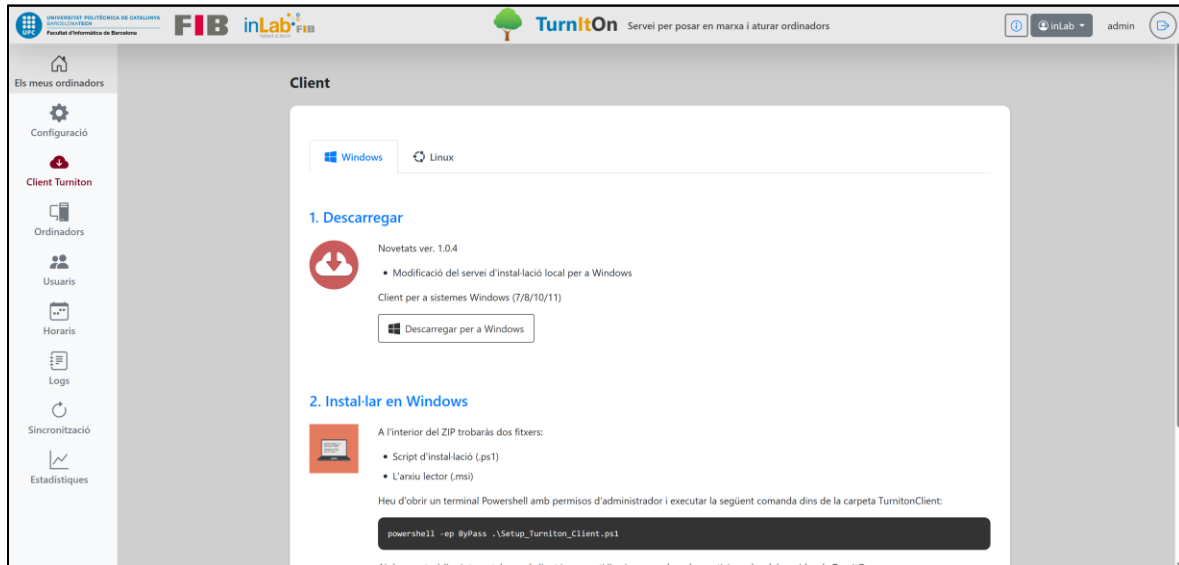 UNIVERSITAT POLITÈCNICA DE CATALUNYA
BARCELONATECH
Facultat d'Informàtica de Barcelona
UPC
FIB
inLab FIB
talent & tech
TurnItOn
Servei per posar en marxa i aturar ordinadors
inLab
admin
Els meus ordinadors
Configuració
Client Turniton
Ordinadors
Usuaris
Horaris
Logs
Sincronització
Estadístiques
Client
Windows
Linux
1. Descarregar
Novetats ver. 1.0.4
• Modificació del servei d'instal·lació local per a Windows
Client per a sistemes Windows (7/8/10/11)
Descarregar per a Windows
2. Instal·lar en Windows
A l'interior del ZIP trobaràs dos fitxers:
• Script d'instal·lació (.ps1)
• L'arxiu lector (.msi)
Heu d'obrir un terminal Powershell amb permisos d'administrador i executar la següent comanda dins de la carpeta TurnitonClient:
powershell -ep ByPass .\Setup_Turniton_Client.ps1